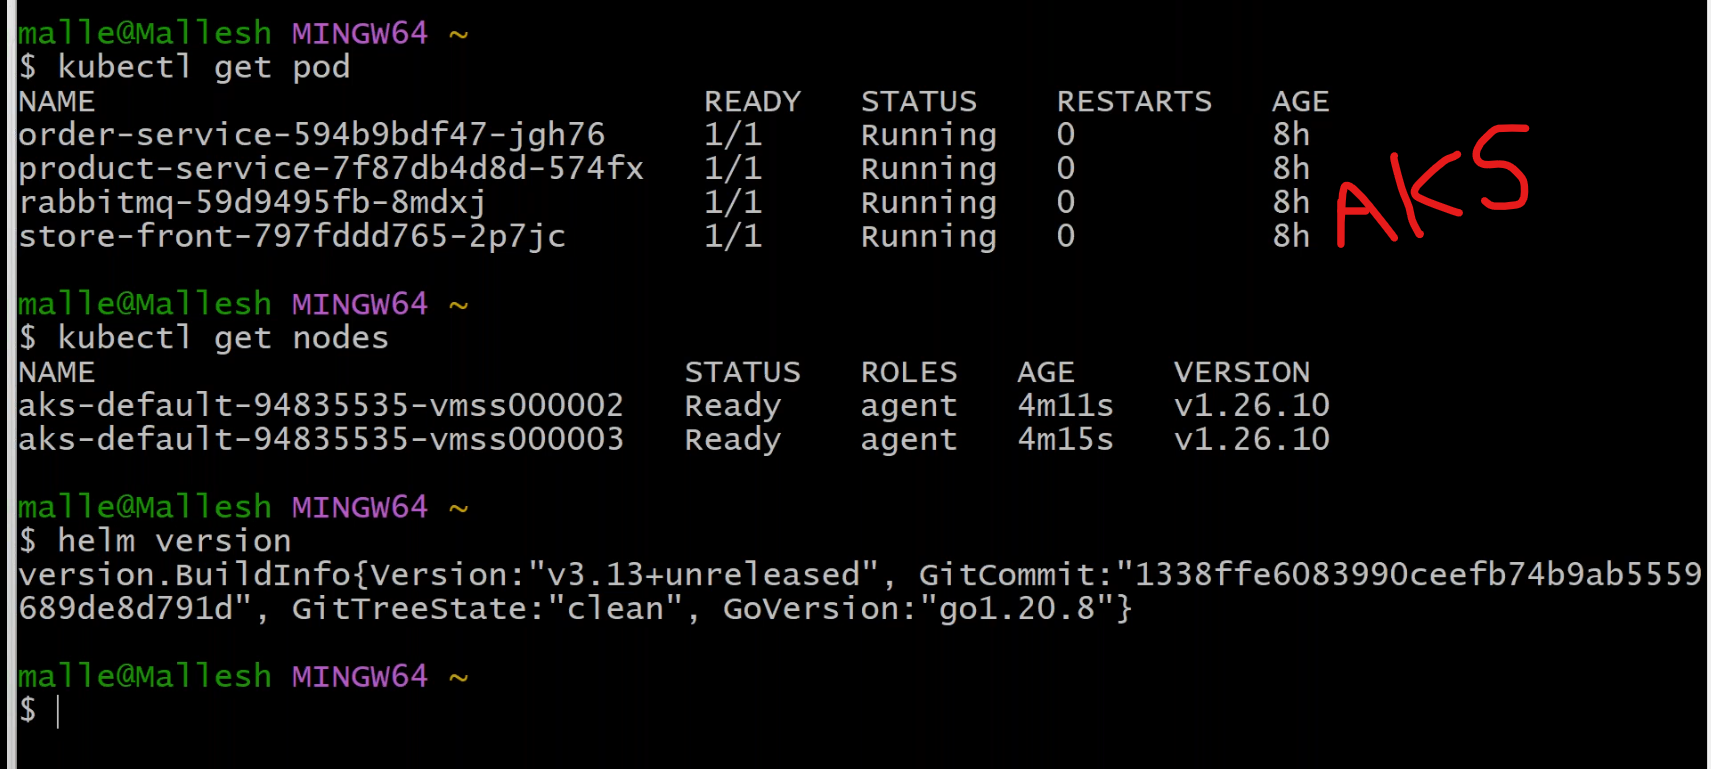 malle@Mallesh MINGW64 ~
$ kubectl get pod
NAME READY STATUS RESTARTS AGE
order-service-594b9bdf47-jgh76 1/1 Running 0 8h
product-service-7f87db4d8d-574fx 1/1 Running 0 8h
rabbitmq-59d9495fb-8mdxj 1/1 Running 0 8h
store-front-797fddd765-2p7jc 1/1 Running 0 8h
AKS
malle@Mallesh MINGW64 ~
$ kubectl get nodes
NAME STATUS ROLES AGE VERSION
aks-default-94835535-vmss000002 Ready agent 4m11s v1.26.10
aks-default-94835535-vmss000003 Ready agent 4m15s v1.26.10
malle@Mallesh MINGW64 ~
$ helm version
version.BuildInfo{Version:"v3.13+unreleased", GitCommit:"1338ffe6083990ceefb74b9ab5559
689de8d791d", GitTreeState:"clean", GoVersion:"go1.20.8"}
malle@Mallesh MINGW64 ~
$